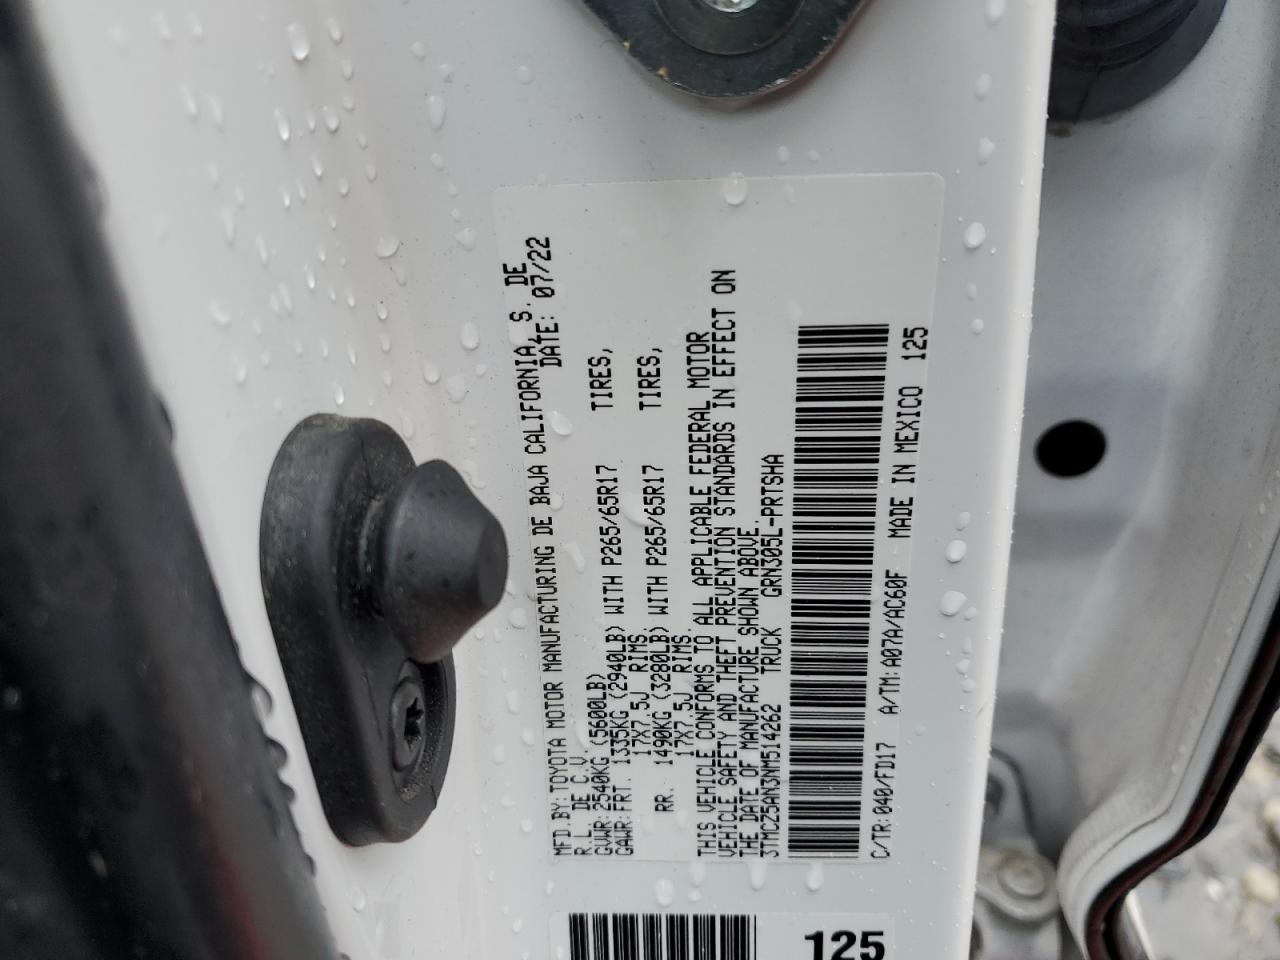 MFD.BY:TOYOTA MOTOR MANUFACTURING DE BAJA CALIFORNIA, S. DE
R.L. DE C.V. DATE: 07/22
GVWR:2540KG (5600LB)
GAWR:FRT. 1335KG (2940LB) WITH P265/65R17 TIRES,
17X7.5J RIMS.
RR. 1490KG (3280LB) WITH P265/65R17 TIRES,
17X7.5J RIMS.
THIS VEHICLE CONFORMS TO ALL APPLICABLE FEDERAL MOTOR
VEHICLE SAFETY AND THEFT PREVENTION STANDARDS IN EFFECT ON
THE DATE OF MANUFACTURE SHOWN ABOVE.
3TMCZ5AN3NM514262 TRUCK GRN305L-PRTSHA
C/TR:040/FD17 A/TM:A07A/AC60F MADE IN MEXICO 125
125